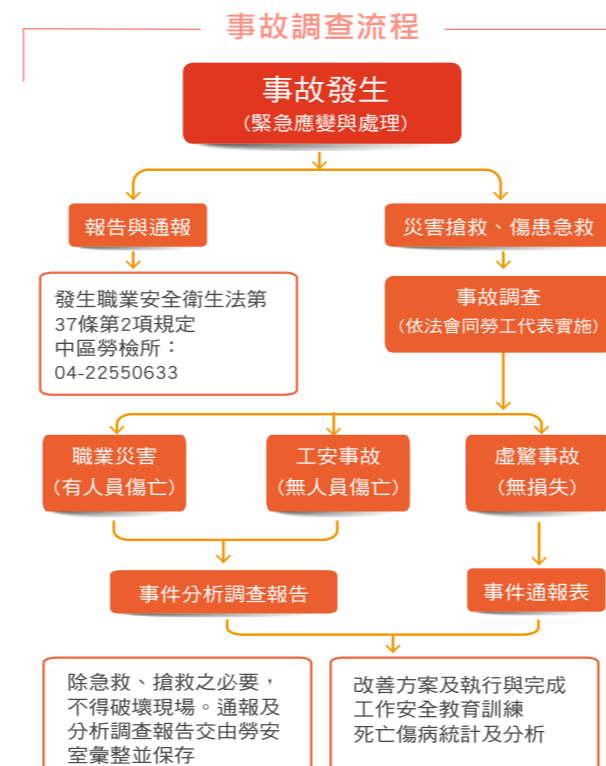 事故調查流程
事故發生
(緊急應變與處理)
報告與通報
災害搶救、傷患急救
發生職業安全衛生法第
37條第2項規定
中區勞檢所：
04-22550633
事故調查
(依法會同勞工代表實施)
職業災害
(有人員傷亡)
工安事故
(無人員傷亡)
虛驚事故
(無損失)
事件分析調查報告
事件通報表
除急救、搶救之必要，
不得破壞現場。通報及
分析調查報告交由勞安
室彙整並保存
改善方案及執行與完成
工作安全教育訓練
死亡傷病統計及分析